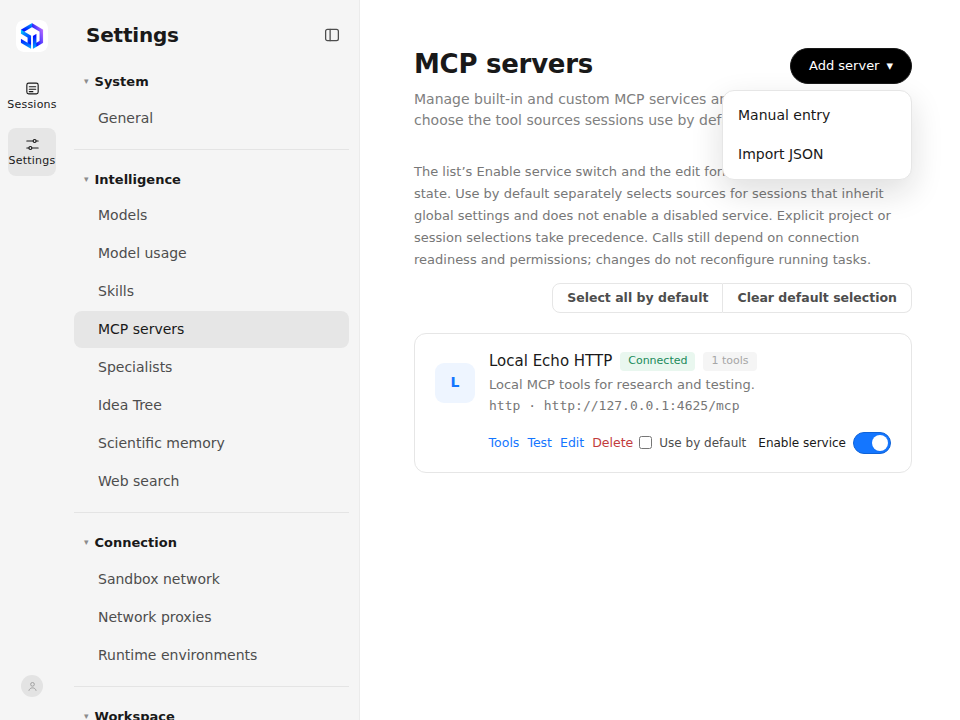 Settings
Sessions
Settings
System
General
Intelligence
Models
Model usage
Skills
MCP servers
Specialists
Idea Tree
Scientific memory
Web search
Connection
Sandbox network
Network proxies
Runtime environments
Workspace
MCP servers
Add server
Manage built-in and custom MCP services
choose the tool sources sessions use by
Manual entry
Import JSON
The list’s Enable service switch and the edit
state. Use by default separately selects sources for sessions that inherit
global settings and does not enable a disabled service. Explicit project or
session selections take precedence. Calls still depend on connection
readiness and permissions; changes do not reconfigure running tasks.
Select all by default
Clear default selection
L
Local Echo HTTP Connected 1 tools
Local MCP tools for research and testing.
http · http://127.0.0.1:4625/mcp
Tools Test Edit Delete Use by default Enable service